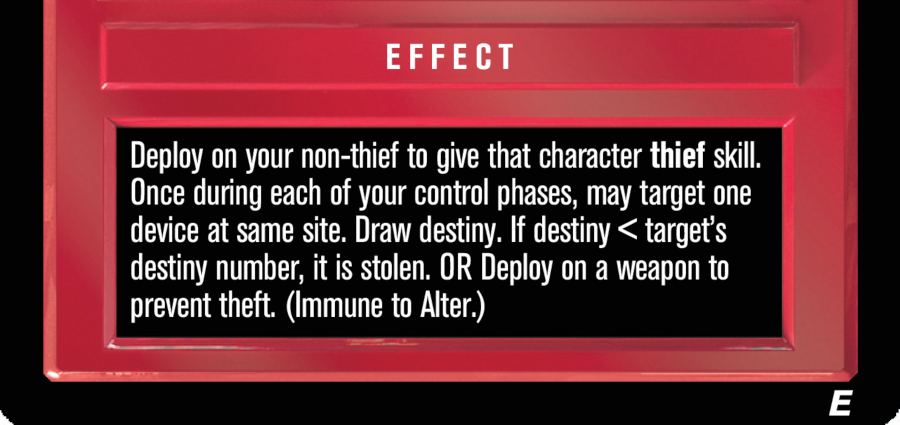 EFFECT
Deploy on your non-thief to give that character thief skill.
Once during each of your control phases, may target one
device at same site. Draw destiny. If destiny < target's
destiny number, it is stolen. OR Deploy on a weapon to
prevent theft. (Immune to Alter.)
E